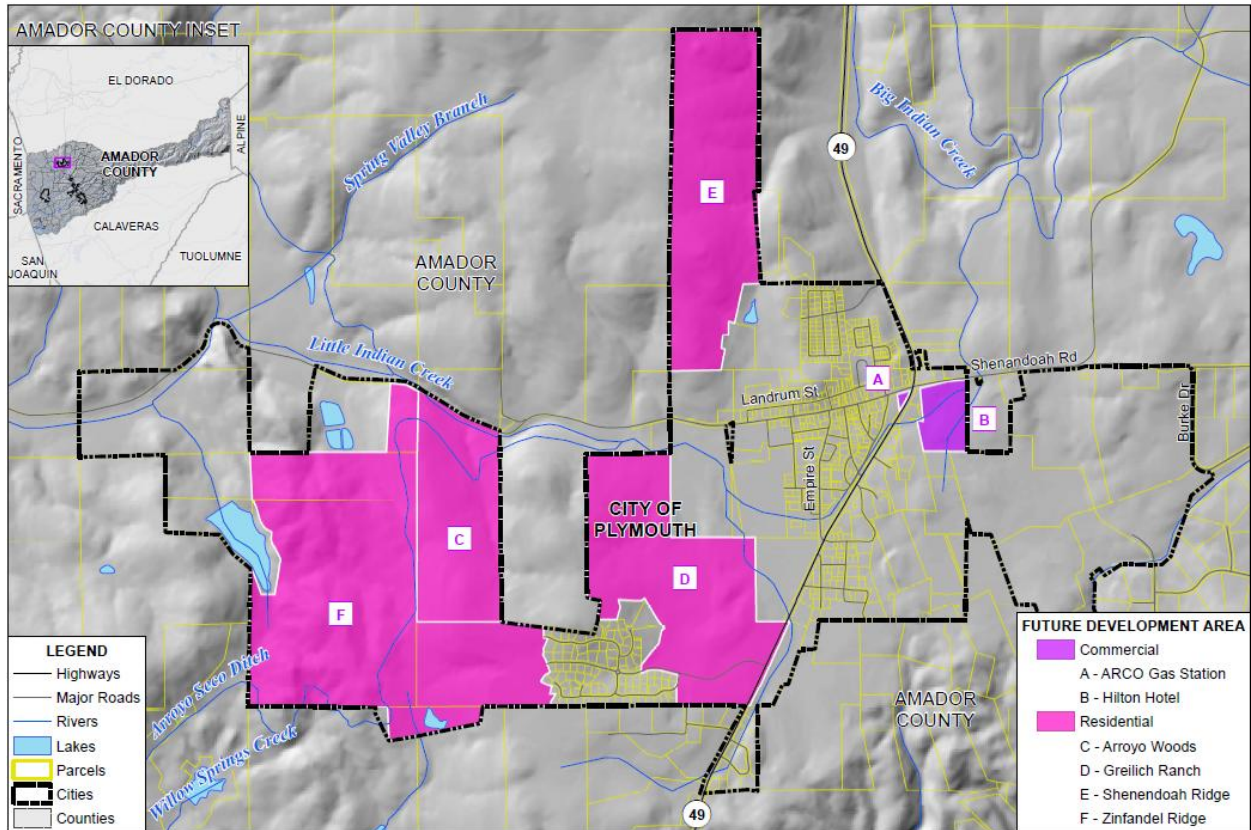 AMADOR COUNTY INSET
EL DORADO
SACRAMENTO
AMADOR
COUNTY
ALPINE
CALAVERAS
TUOLUMNE
SAN
JOAQUIN
Spring Valley Branch
Big Indian Creek
49
E
AMADOR
COUNTY
Little Indian Creek
Shenandoah Rd
A
Landrum St
B
Burke Dr
Empire St
CITY OF
PLYMOUTH
C
D
F
Arroyo Seco Ditch
Willow Springs Creek
AMADOR
COUNTY
49
LEGEND
Highways
Major Roads
Rivers
Lakes
Parcels
Cities
Counties
FUTURE DEVELOPMENT AREA
Commercial
A - ARCO Gas Station
B - Hilton Hotel
Residential
C - Arroyo Woods
D - Greilich Ranch
E - Shenendoah Ridge
F - Zinfandel Ridge